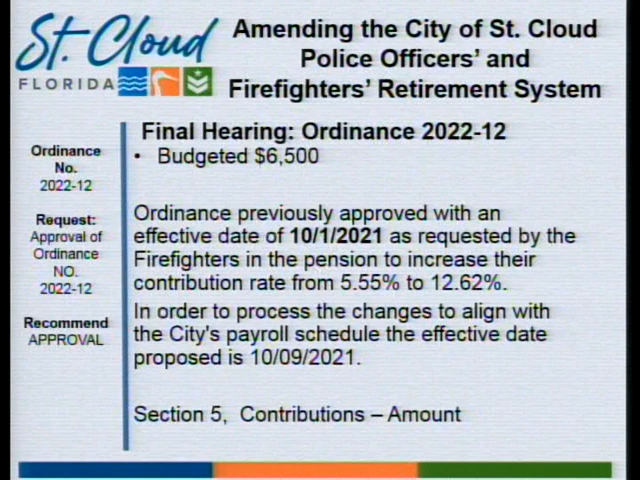 St. Cloud
FLORIDA
Amending the City of St. Cloud
Police Officers' and
Firefighters' Retirement System
Ordinance
No.
2022-12
Request:
Approval of
Ordinance
NO.
2022-12
Recommend
APPROVAL
Final Hearing: Ordinance 2022-12
• Budgeted $6,500
Ordinance previously approved with an
effective date of 10/1/2021 as requested by the
Firefighters in the pension to increase their
contribution rate from 5.55% to 12.62%.
In order to process the changes to align with
the City's payroll schedule the effective date
proposed is 10/09/2021.
Section 5, Contributions – Amount